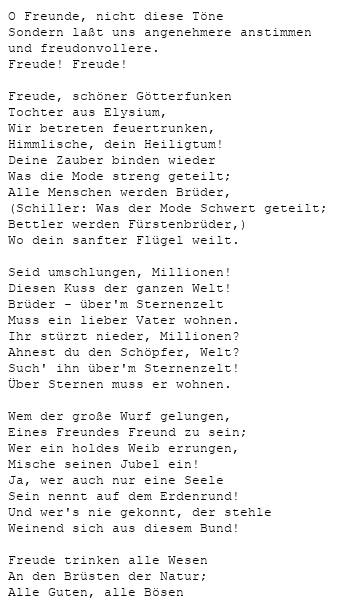 O Freunde, nicht diese Töne
Sondern laßt uns angenehmere anstimmen
und freudonvollere.
Freude! Freude!

Freude, schöner Götterfunken
Tochter aus Elysium,
Wir betreten feuertrunken,
Himmlische, dein Heiligtum!
Deine Zauber binden wieder
Was die Mode streng geteilt;
Alle Menschen werden Brüder,
(Schiller: Was der Mode Schwert geteilt;
Bettler werden Fürstenbrüder,)
Wo dein sanfter Flügel weilt.

Seid umschlungen, Millionen!
Diesen Kuss der ganzen Welt!
Brüder - über'm Sternenzelt
Muss ein lieber Vater wohnen.
Ihr stürzt nieder, Millionen?
Ahnest du den Schöpfer, Welt?
Such' ihn über'm Sternenzelt!
Über Sternen muss er wohnen.

Wem der große Wurf gelungen,
Eines Freundes Freund zu sein;
Wer ein holdes Weib errungen,
Mische seinen Jubel ein!
Ja, wer auch nur eine Seele
Sein nennt auf dem Erdenrund!
Und wer's nie gekonnt, der stehle
Weinend sich aus diesem Bund!

Freude trinken alle Wesen
An den Brüsten der Natur;
Alle Guten, alle Bösen